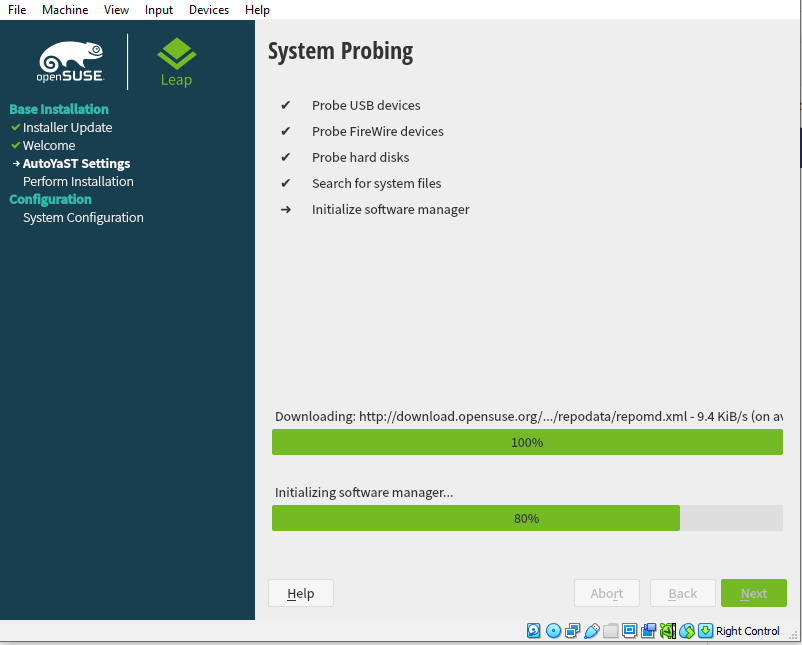 File Machine View Input Devices Help
openSUSE
Leap
Base Installation
Installer Update
Welcome
AutoYaST Settings
Perform Installation
Configuration
System Configuration
System Probing
Probe USB devices
Probe FireWire devices
Probe hard disks
Search for system files
Initialize software manager
Downloading: http://download.opensuse.org/.../repodata/repomd.xml - 9.4 KiB/s (on av
100%
Initializing software manager...
80%
Help Abort Back Next
Right Control